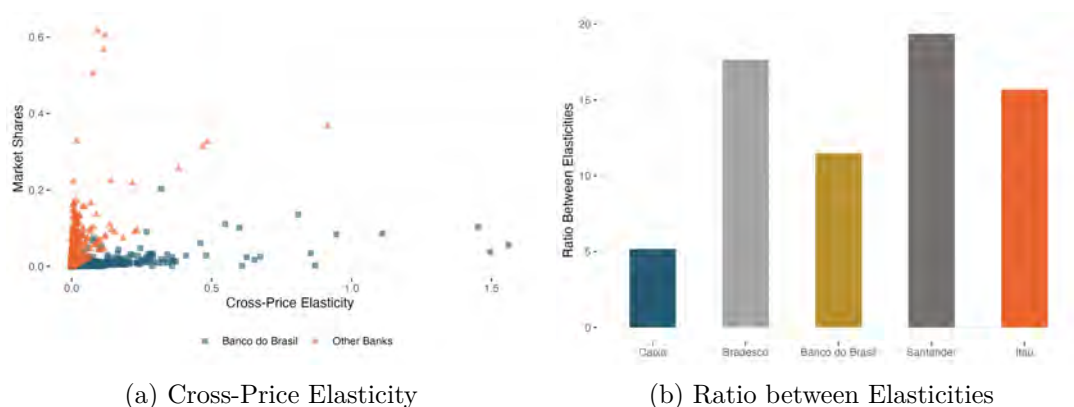 Market Shares
0.6
0.4
0.2
0.0
0.0 0.5 1.0 1.5
Cross-Price Elasticity
Banco do Brasil Other Banks
(a) Cross-Price Elasticity
Ratio Between Elasticities
20
15
10
5
0
Caixa Bradesco Banco do Brasil Santander Itaú
(b) Ratio between Elasticities